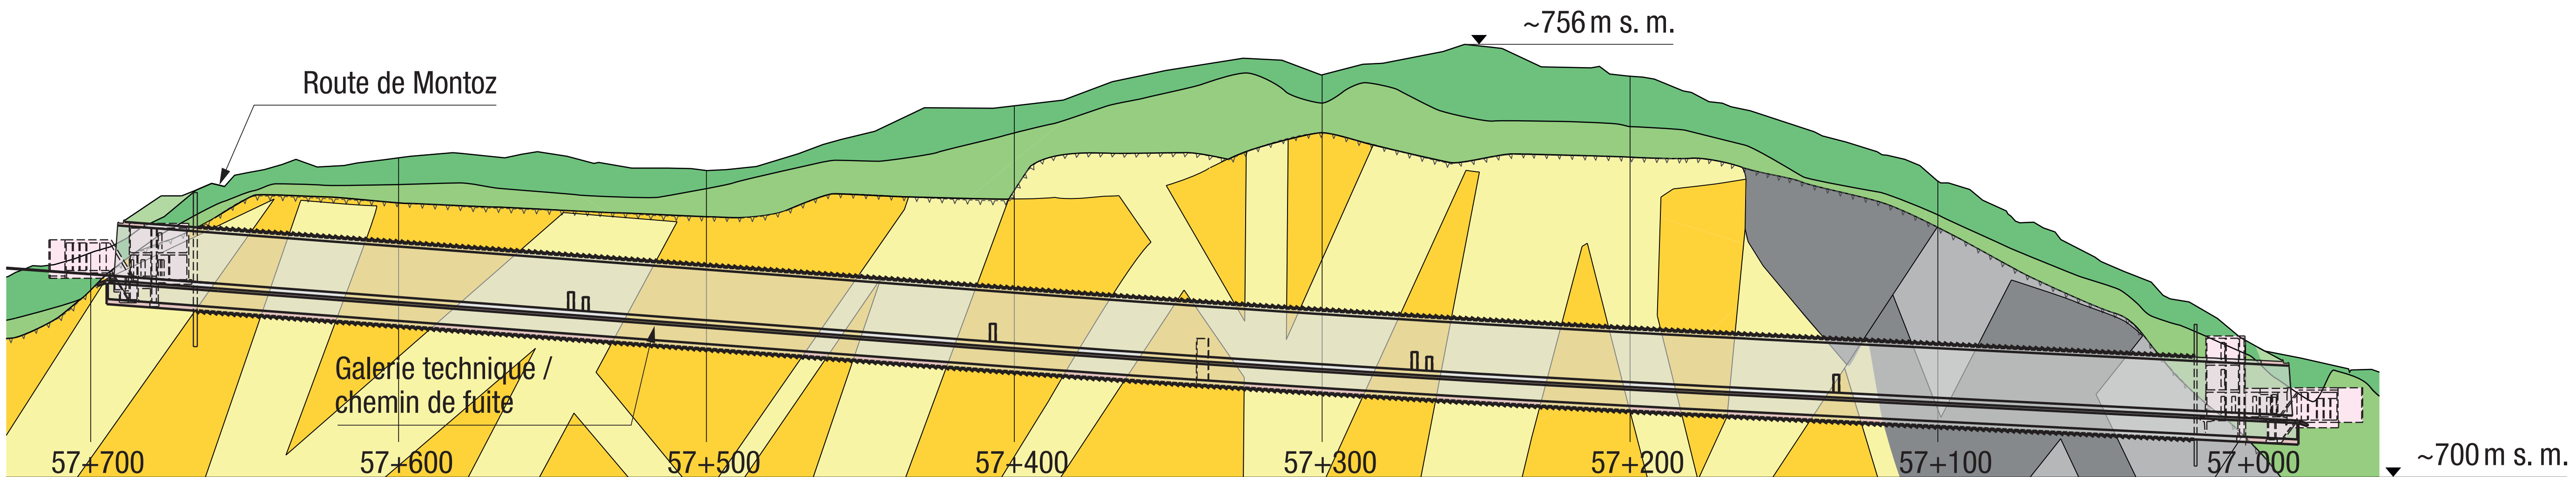 ~756 m s. m.
Route de Montoz
Galerie technique /
chemin de fuite
57+700 57+600 57+500 57+400 57+300 57+200 57+100 57+000
~700 m s. m.